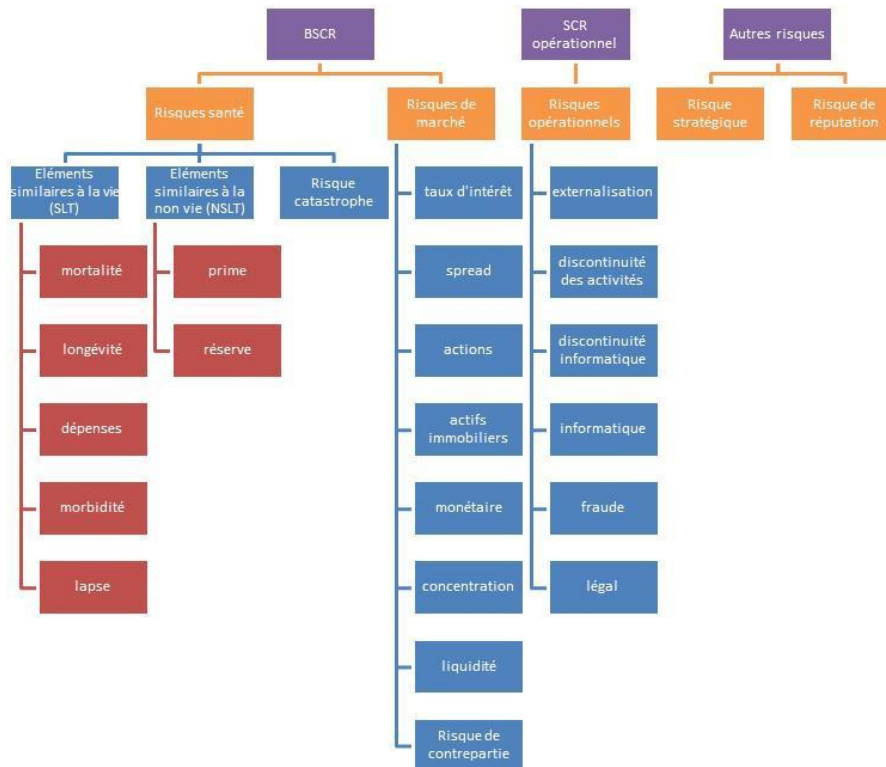 BSCR
SCR
opérationnel
Autres risques
Risques santé
Risques de
marché
Risques
opérationnels
Risque
stratégique
Risque de
réputation
Eléments
similaires à la vie
(SLT)
Eléments
similaires à la
non vie (NSLT)
Risque
catastrophe
taux d'intérêt
externalisation
mortalité
prime
spread
discontinuité
des activités
longévité
réserve
actions
discontinuité
informatique
dépenses
actifs
immobiliers
informatique
morbidité
monétaire
fraude
lapse
concentration
légal
liquidité
Risque de
contrepartie